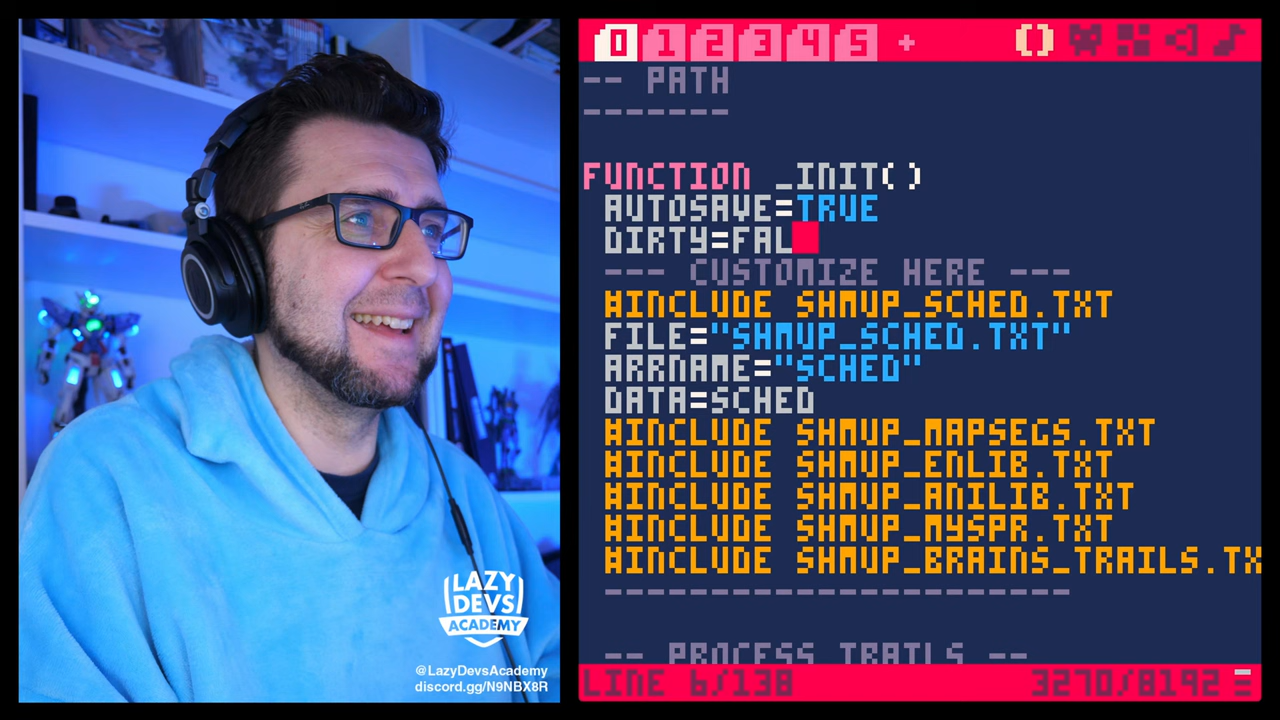 LAZY
DEVS
ACADEMY
@LazyDevsAcademy
discord.gg/N9NBX8R
0 1 2 3 4 5 +
-- PATH
-------
FUNCTION _INIT()
AUTOSAVE=TRUE
DIRTY=FAL
--- CUSTOMIZE HERE ---
#INCLUDE SHMUP_SCHED.TXT
FILE="SHMUP_SCHED.TXT"
ARRNAME="SCHED"
DATA=SCHED
#INCLUDE SHMUP_MAPSEGS.TXT
#INCLUDE SHMUP_ENLIB.TXT
#INCLUDE SHMUP_ANILIB.TXT
#INCLUDE SHMUP_MYSPR.TXT
#INCLUDE SHMUP_BRAINS_TRAILS.TX
----------------------
-- PROCESS TRAILS --
LINE 6/138 3270/8192